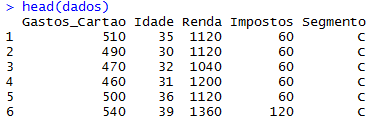 > head(dados)
Gastos_Cartao Idade Renda Impostos Segmento
1 510 35 1120 60 C
2 490 30 1120 60 C
3 470 32 1040 60 C
4 460 31 1200 60 C
5 500 36 1120 60 C
6 540 39 1360 120 C